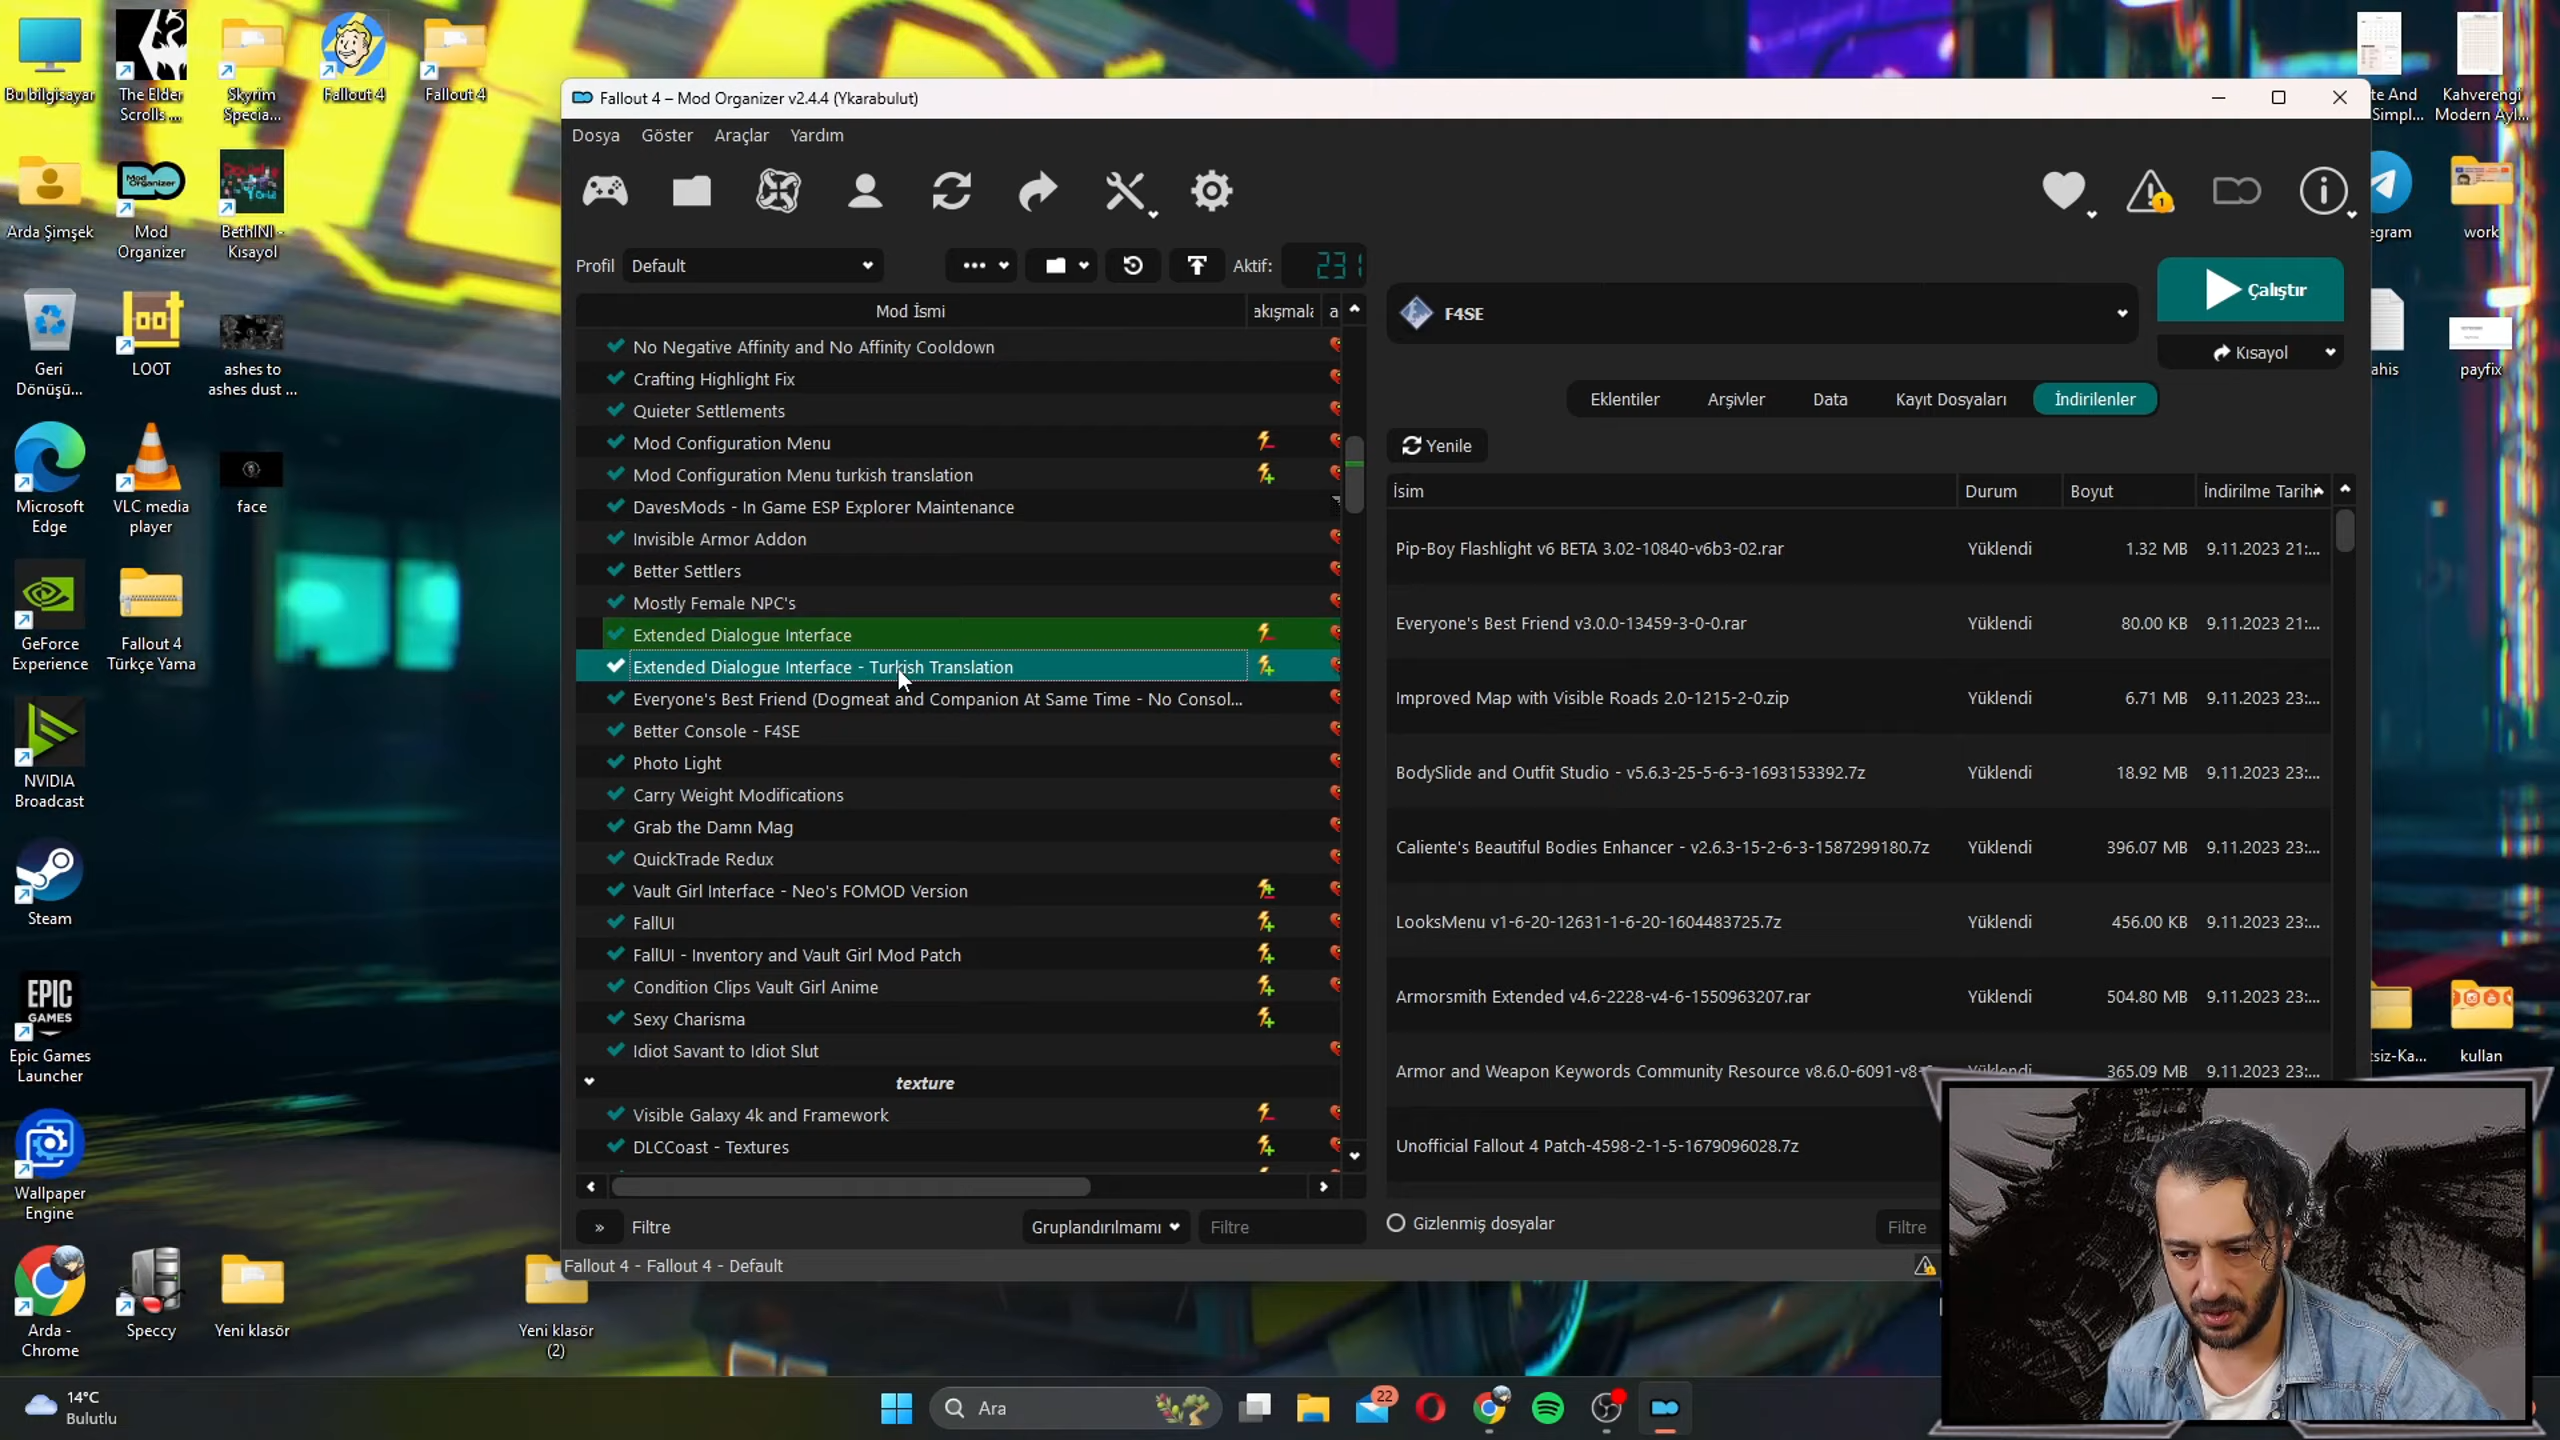 Bu bilgisayar
The Elder
Scrolls ...
Skyrim
Specia...
Fallout 4
Fallout 4
Arda Şimşek
Mod
Organizer
BethINI -
Kısayol
Geri
Dönüşü...
LOOT
ashes to
ashes dust ...
Microsoft
Edge
VLC media
player
face
GeForce
Experience
Fallout 4
Türkçe Yama
NVIDIA
Broadcast
Steam
EPIC
GAMES
Epic Games
Launcher
Wallpaper
Engine
Arda -
Chrome
Speccy
Yeni klasör
Yeni klasör
(2)
te And
Simpl...
Kahverengi
Modern Ayl...
egram
work
ahis
payfix
tsiz-Ka...
kullan
Fallout 4 – Mod Organizer v2.4.4 (Ykarabulut)
Dosya Göster Araçlar Yardım
Profil Default Aktif: 231
Mod İsmi akışmala a
No Negative Affinity and No Affinity Cooldown
Crafting Highlight Fix
Quieter Settlements
Mod Configuration Menu
Mod Configuration Menu turkish translation
DavesMods - In Game ESP Explorer Maintenance
Invisible Armor Addon
Better Settlers
Mostly Female NPC's
Extended Dialogue Interface
Extended Dialogue Interface - Turkish Translation
Everyone's Best Friend (Dogmeat and Companion At Same Time - No Consol...
Better Console - F4SE
Photo Light
Carry Weight Modifications
Grab the Damn Mag
QuickTrade Redux
Vault Girl Interface - Neo's FOMOD Version
FallUI
FallUI - Inventory and Vault Girl Mod Patch
Condition Clips Vault Girl Anime
Sexy Charisma
Idiot Savant to Idiot Slut
texture
Visible Galaxy 4k and Framework
DLCCoast - Textures
» Filtre Gruplandırılmamı Filtre
Fallout 4 - Fallout 4 - Default
F4SE
Çalıştır
Kısayol
Eklentiler Arşivler Data Kayıt Dosyaları İndirilenler
Yenile
İsim Durum Boyut İndirilme Tarihi
Pip-Boy Flashlight v6 BETA 3.02-10840-v6b3-02.rar Yüklendi 1.32 MB 9.11.2023 21:...
Everyone's Best Friend v3.0.0-13459-3-0-0.rar Yüklendi 80.00 KB 9.11.2023 21:...
Improved Map with Visible Roads 2.0-1215-2-0.zip Yüklendi 6.71 MB 9.11.2023 23:...
BodySlide and Outfit Studio - v5.6.3-25-5-6-3-1693153392.7z Yüklendi 18.92 MB 9.11.2023 23:...
Caliente's Beautiful Bodies Enhancer - v2.6.3-15-2-6-3-1587299180.7z Yüklendi 396.07 MB 9.11.2023 23:...
LooksMenu v1-6-20-12631-1-6-20-1604483725.7z Yüklendi 456.00 KB 9.11.2023 23:...
Armorsmith Extended v4.6-2228-v4-6-1550963207.rar Yüklendi 504.80 MB 9.11.2023 23:...
Armor and Weapon Keywords Community Resource v8.6.0-6091-v8- Yüklendi 365.09 MB 9.11.2023 23:...
Unofficial Fallout 4 Patch-4598-2-1-5-1679096028.7z
Gizlenmiş dosyalar Filtre
14°C
Bulutlu
Ara
22